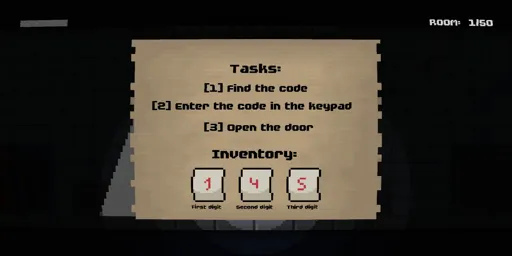 ROOM: 1/50
Tasks:
[1] Find the code
[2] Enter the code in the keypad
[3] Open the door
Inventory:
1 4 5
First digit Second digit Third digit